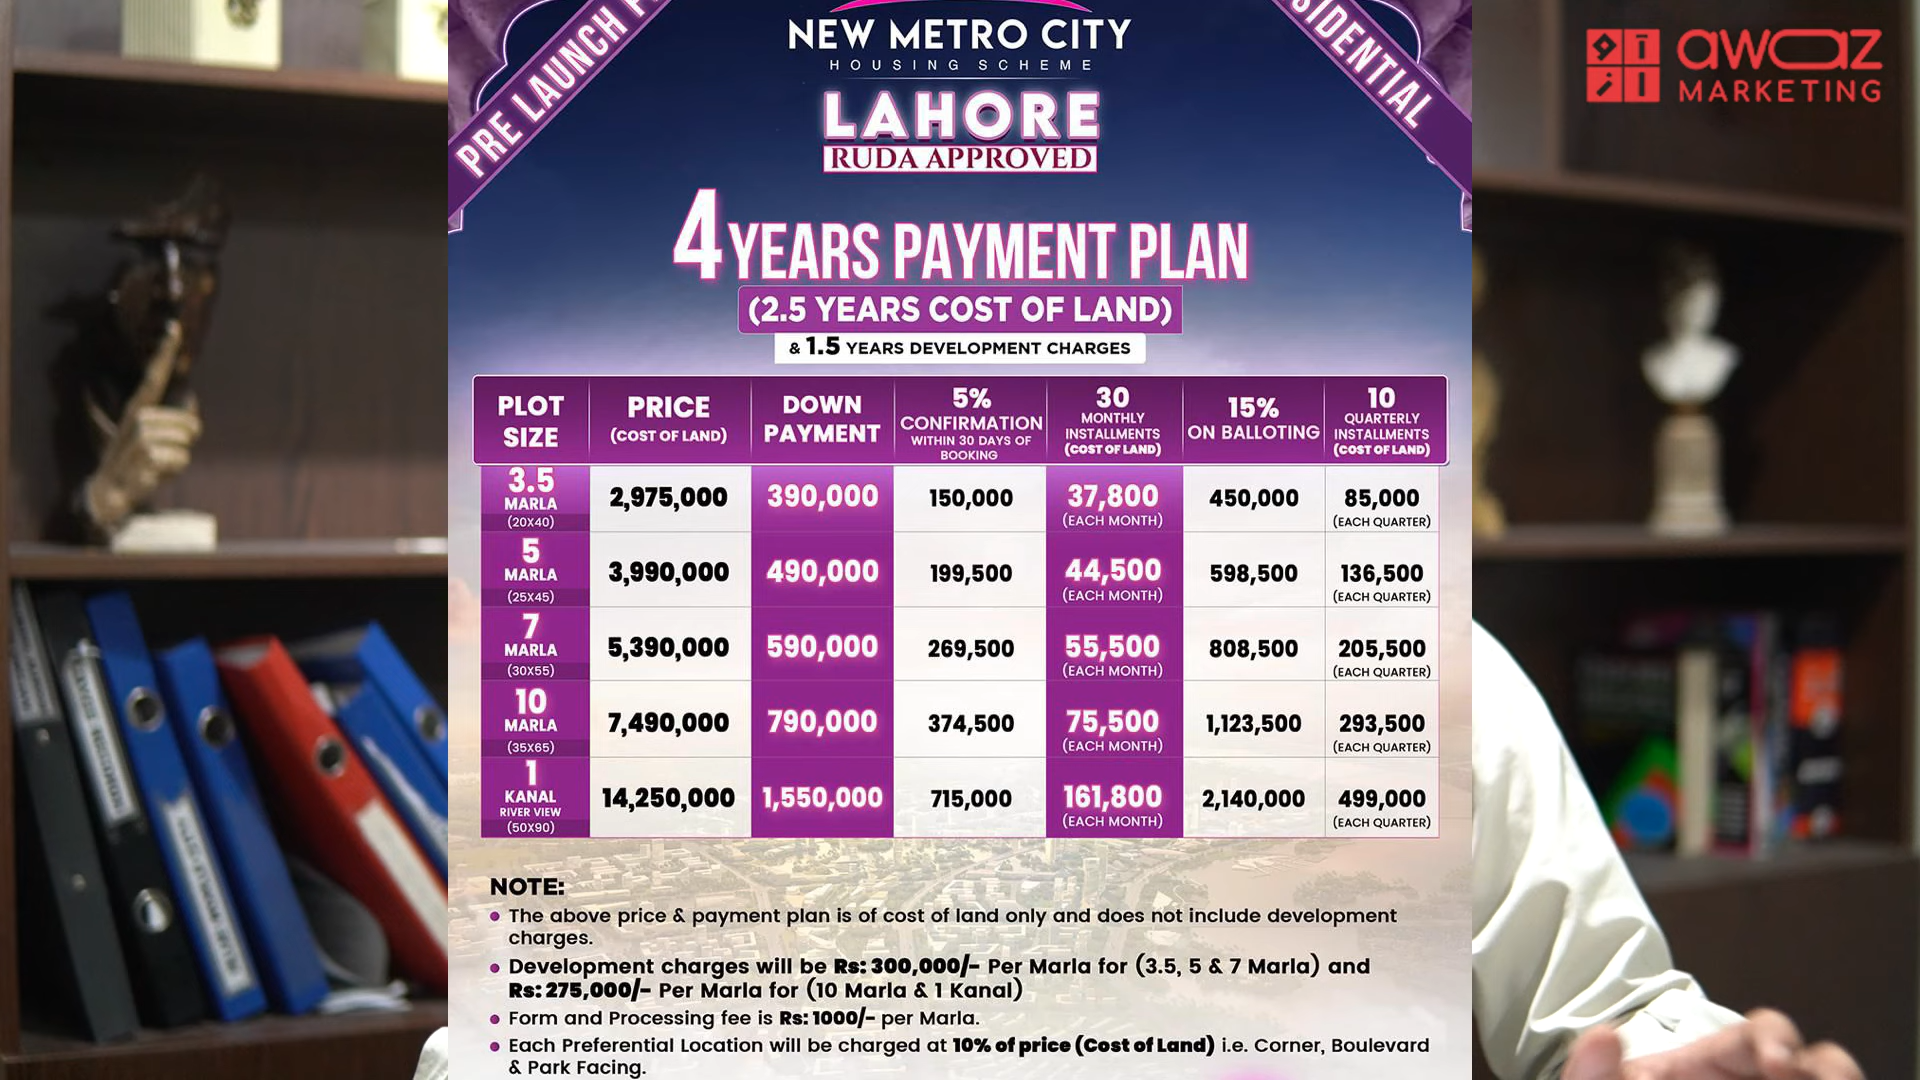 PRE LAUNCH
SIDENTIAL
NEW METRO CITY
HOUSING SCHEME
LAHORE
RUDA APPROVED
awaz
MARKETING
4 YEARS PAYMENT PLAN
(2.5 YEARS COST OF LAND)
& 1.5 YEARS DEVELOPMENT CHARGES
PLOT SIZE PRICE (COST OF LAND) DOWN PAYMENT 5% CONFIRMATION WITHIN 30 DAYS OF BOOKING 30 MONTHLY INSTALLMENTS (COST OF LAND) 15% ON BALLOTING 10 QUARTERLY INSTALLMENTS (COST OF LAND)
3.5 MARLA (20X40) 2,975,000 390,000 150,000 37,800 (EACH MONTH) 450,000 85,000 (EACH QUARTER)
5 MARLA (25X45) 3,990,000 490,000 199,500 44,500 (EACH MONTH) 598,500 136,500 (EACH QUARTER)
7 MARLA (30X55) 5,390,000 590,000 269,500 55,500 (EACH MONTH) 808,500 205,500 (EACH QUARTER)
10 MARLA (35X65) 7,490,000 790,000 374,500 75,500 (EACH MONTH) 1,123,500 293,500 (EACH QUARTER)
1 KANAL RIVER VIEW (50X90) 14,250,000 1,550,000 715,000 161,800 (EACH MONTH) 2,140,000 499,000 (EACH QUARTER)
NOTE:
• The above price & payment plan is of cost of land only and does not include development
charges.
• Development charges will be Rs: 300,000/- Per Marla for (3.5, 5 & 7 Marla) and
Rs: 275,000/- Per Marla for (10 Marla & 1 Kanal)
• Form and Processing fee is Rs: 1000/- per Marla.
• Each Preferential Location will be charged at 10% of price (Cost of Land) i.e. Corner, Boulevard
& Park Facing.